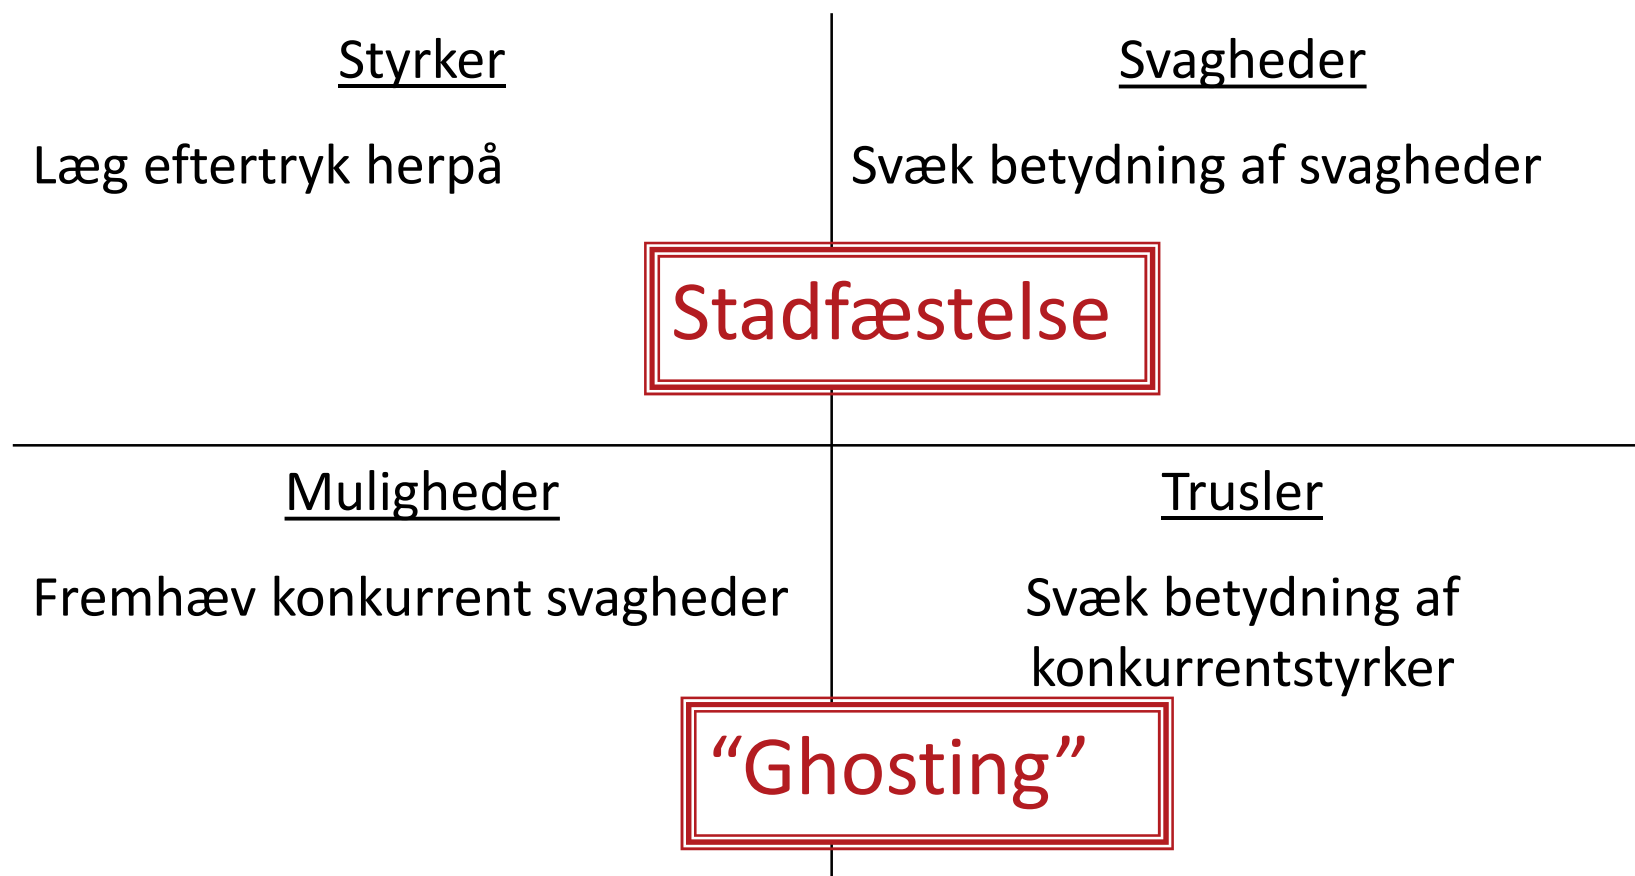 Styrker
Læg eftertryk herpå
Svagheder
Svæk betydning af svagheder
Stadfæstelse
Muligheder
Fremhæv konkurrent svagheder
Trusler
Svæk betydning af
konkurrentstyrker
“Ghosting”